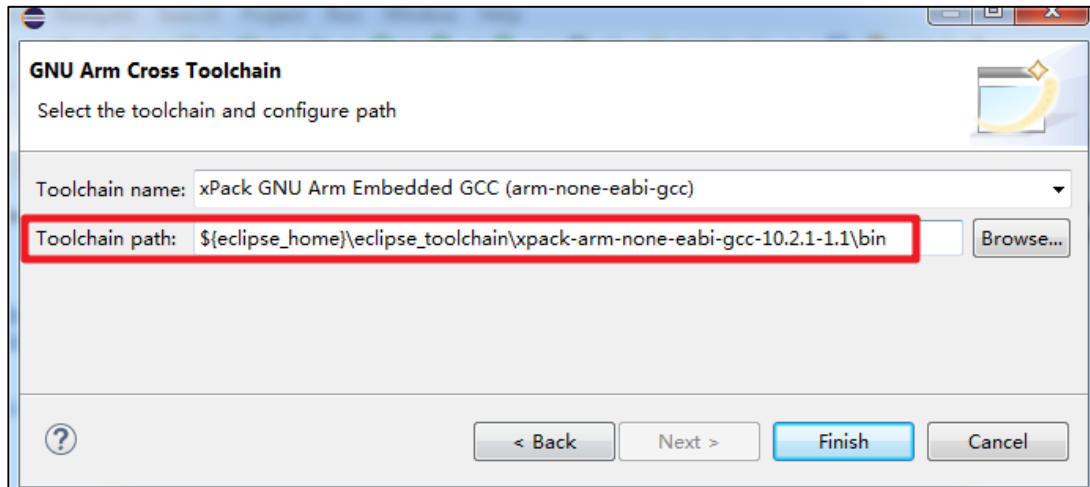 GNU Arm Cross Toolchain
Select the toolchain and configure path
Toolchain name: xPack GNU Arm Embedded GCC (arm-none-eabi-gcc)
Toolchain path: ${eclipse_home}\eclipse_toolchain\xpack-arm-none-eabi-gcc-10.2.1-1.1\bin Browse...
? < Back Next > Finish Cancel